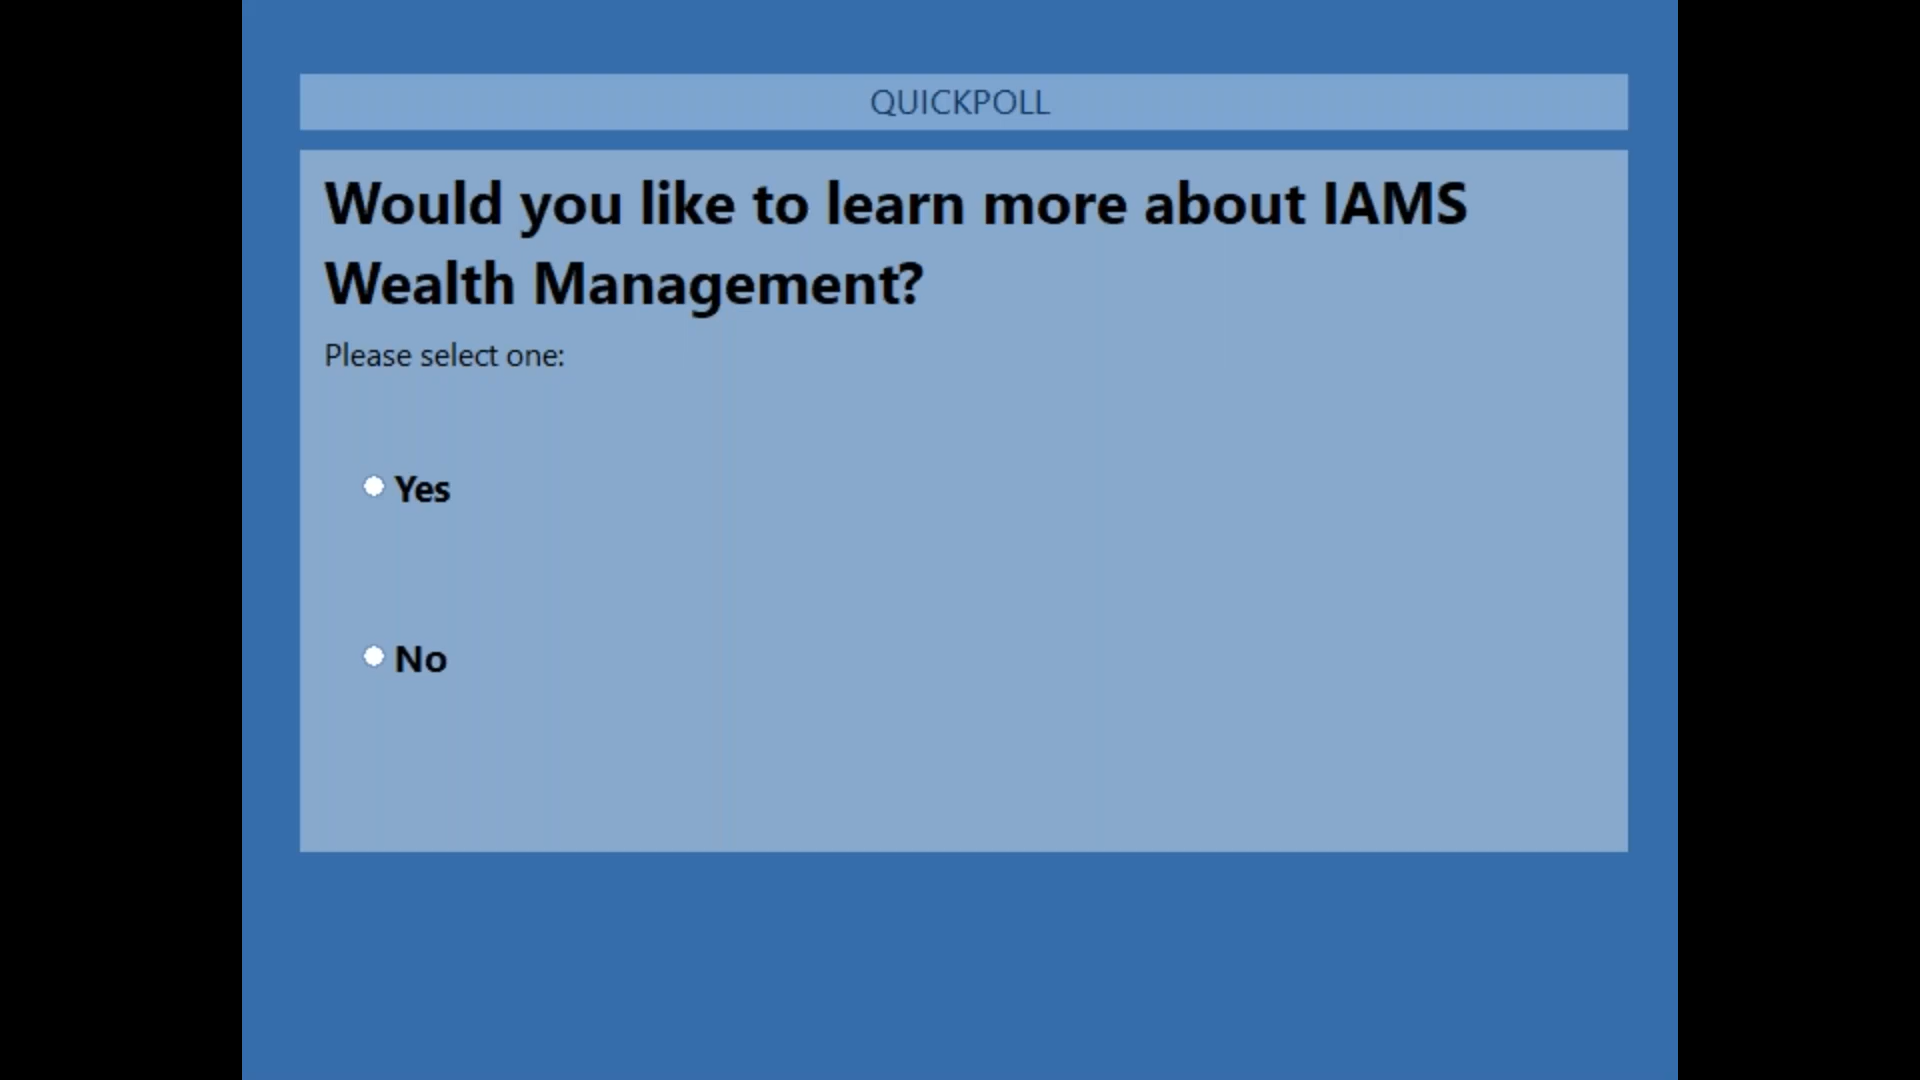 QUICKPOLL
Would you like to learn more about IAMS
Wealth Management?
Please select one:
Yes
No